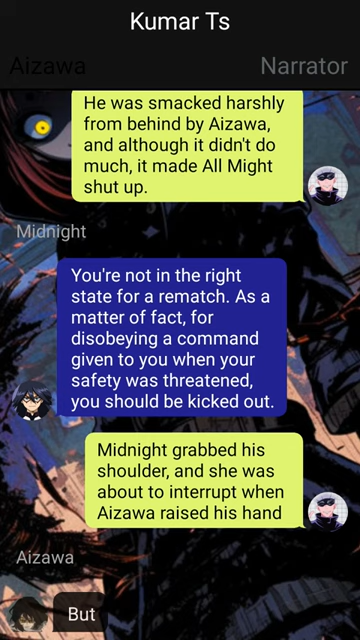 Kumar Ts
Aizawa
Narrator
He was smacked harshly
from behind by Aizawa,
and although it didn't do
much, it made All Might
shut up.
Midnight
You're not in the right
state for a rematch. As a
matter of fact, for
disobeying a command
given to you when your
safety was threatened,
you should be kicked out.
Midnight grabbed his
shoulder, and she was
about to interrupt when
Aizawa raised his hand
Aizawa
But